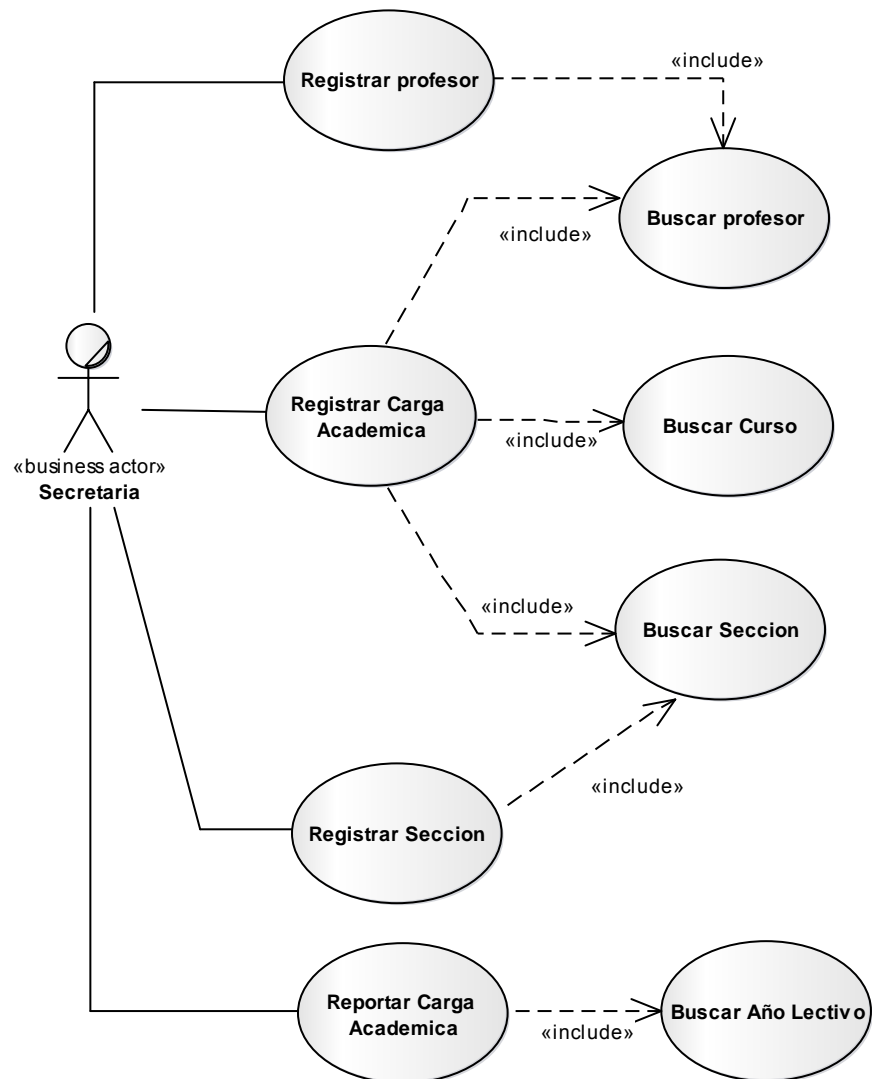 Registrar profesor
«include»
Buscar profesor
«include»
Registrar Carga
Academica
«include»
Buscar Curso
«business actor»
Secretaria
«include»
Buscar Seccion
«include»
Registrar Seccion
Reportar Carga
Academica
«include»
Buscar Año Lectivo